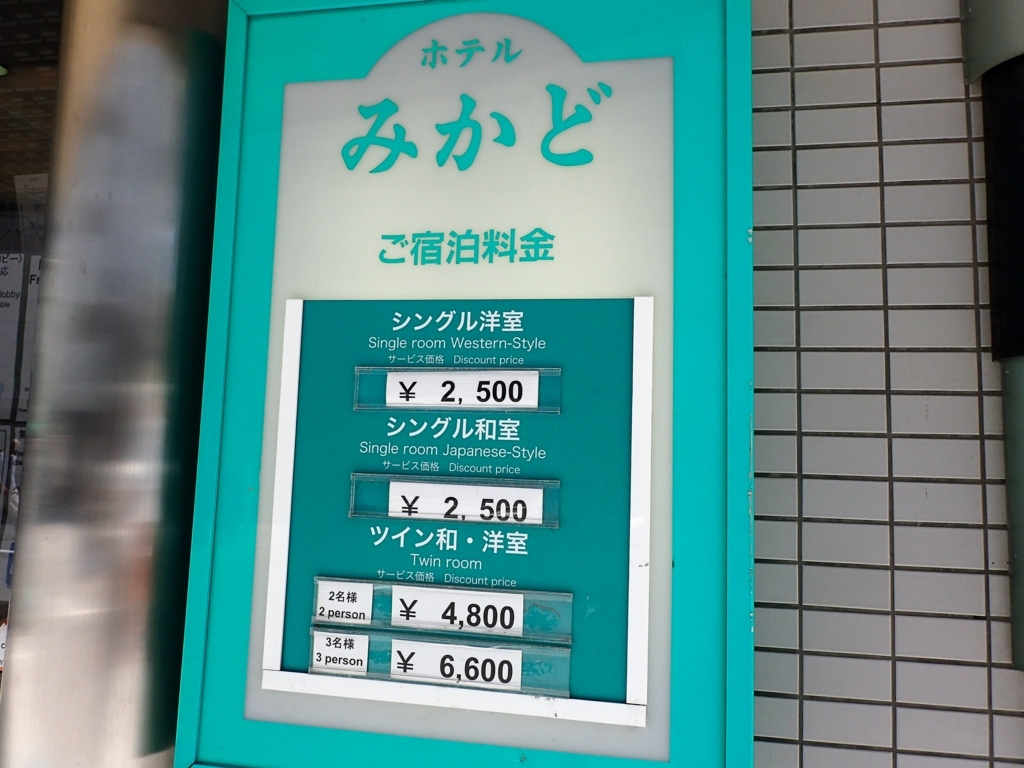 ホテル
みかど
ご宿泊料金
シングル洋室
Single room Western-Style
サービス価格 Discount price
¥ 2,500
シングル和室
Single room Japanese-Style
サービス価格 Discount price
¥ 2,500
ツイン和・洋室
Twin room
サービス価格 Discount price
2名様
2 person
¥ 4,800
3名様
3 person
¥ 6,600